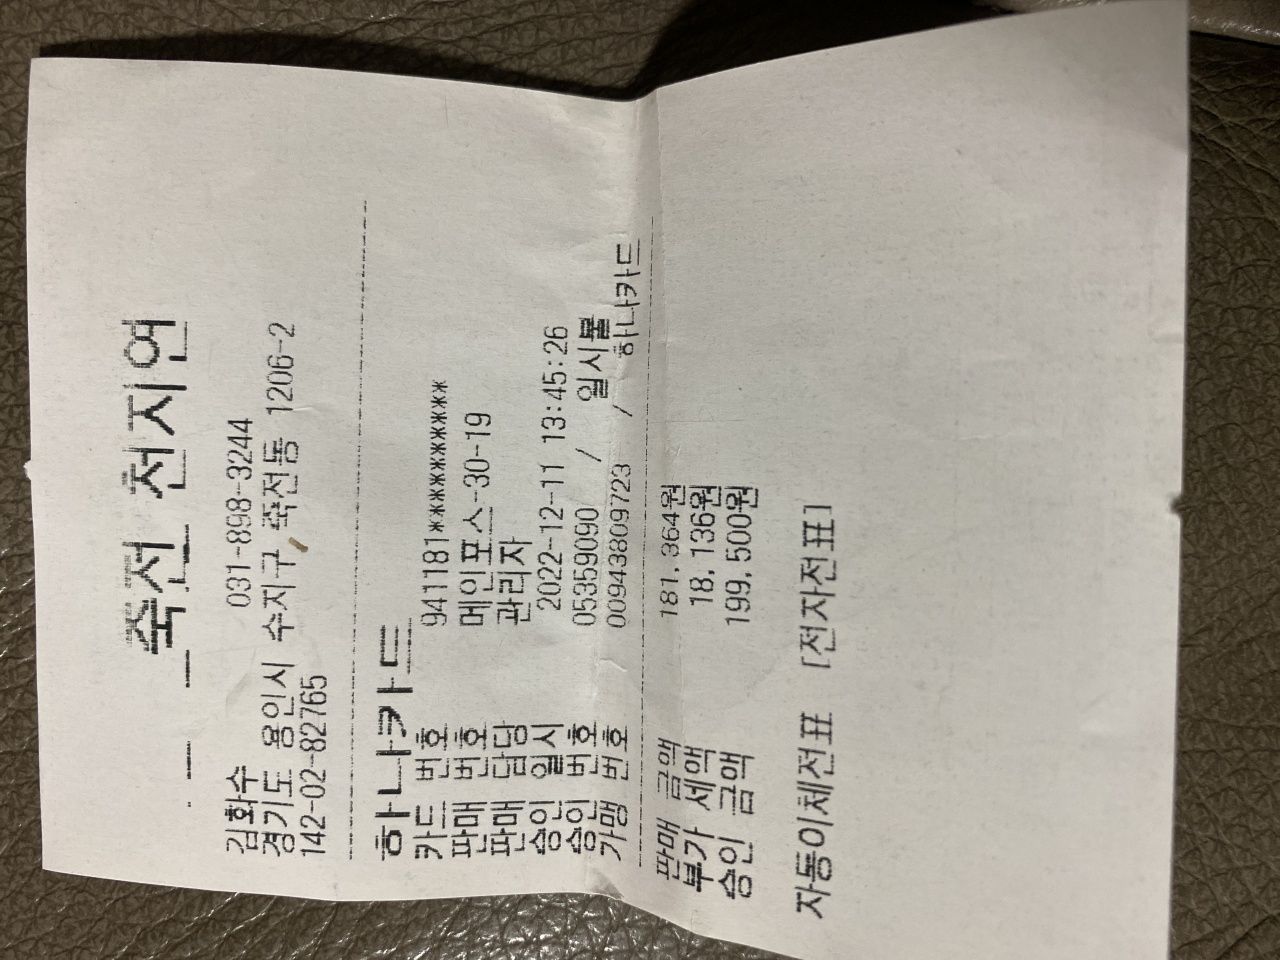 죽전 천지연
김화수 031-898-3244
경기도 용인시 수지구 죽전동 1206-2
142-02-82765
하나카드
카드 번호 941181**********
판매 번호 메인포스-30-19
판매 담당 관리자
승인 일시 2022-12-11 13:45:26
승인 번호 05359090 / 일시불
가맹 번호 00943809723 / 하나카드
판매 금액 181,364원
부가 세액 18,136원
승인 금액 199,500원
자동이체전표 [전자전표]